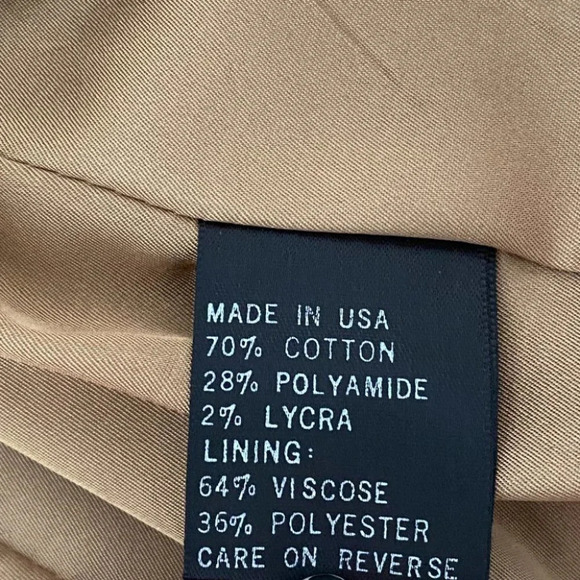 MADE IN USA
70% COTTON
28% POLYAMIDE
2% LYCRA
LINING:
64% VISCOSE
36% POLYESTER
CARE ON REVERSE